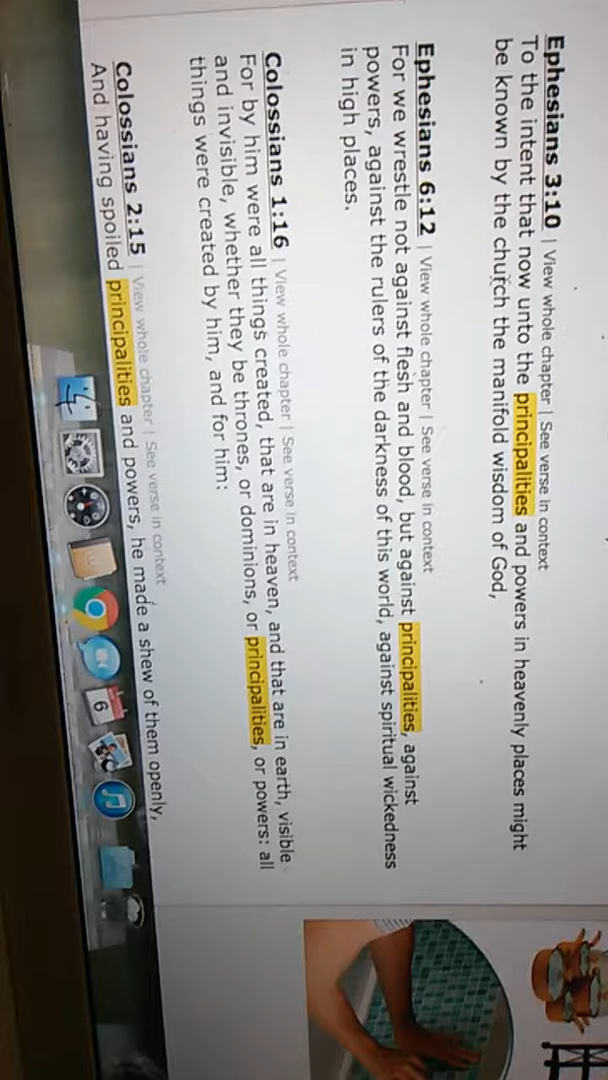 Ephesians 3:10 | View whole chapter | See verse in context
To the intent that now unto the principalities and powers in heavenly places might
be known by the church the manifold wisdom of God,
Ephesians 6:12 | View whole chapter | See verse in context
For we wrestle not against flesh and blood, but against principalities, against
powers, against the rulers of the darkness of this world, against spiritual wickedness
in high places.
Colossians 1:16 | View whole chapter | See verse in context
For by him were all things created, that are in heaven, and that are in earth, visible
and invisible, whether they be thrones, or dominions, or principalities, or powers: all
things were created by him, and for him:
Colossians 2:15 | View whole chapter | See verse in context
And having spoiled principalities and powers, he made a shew of them openly,
6